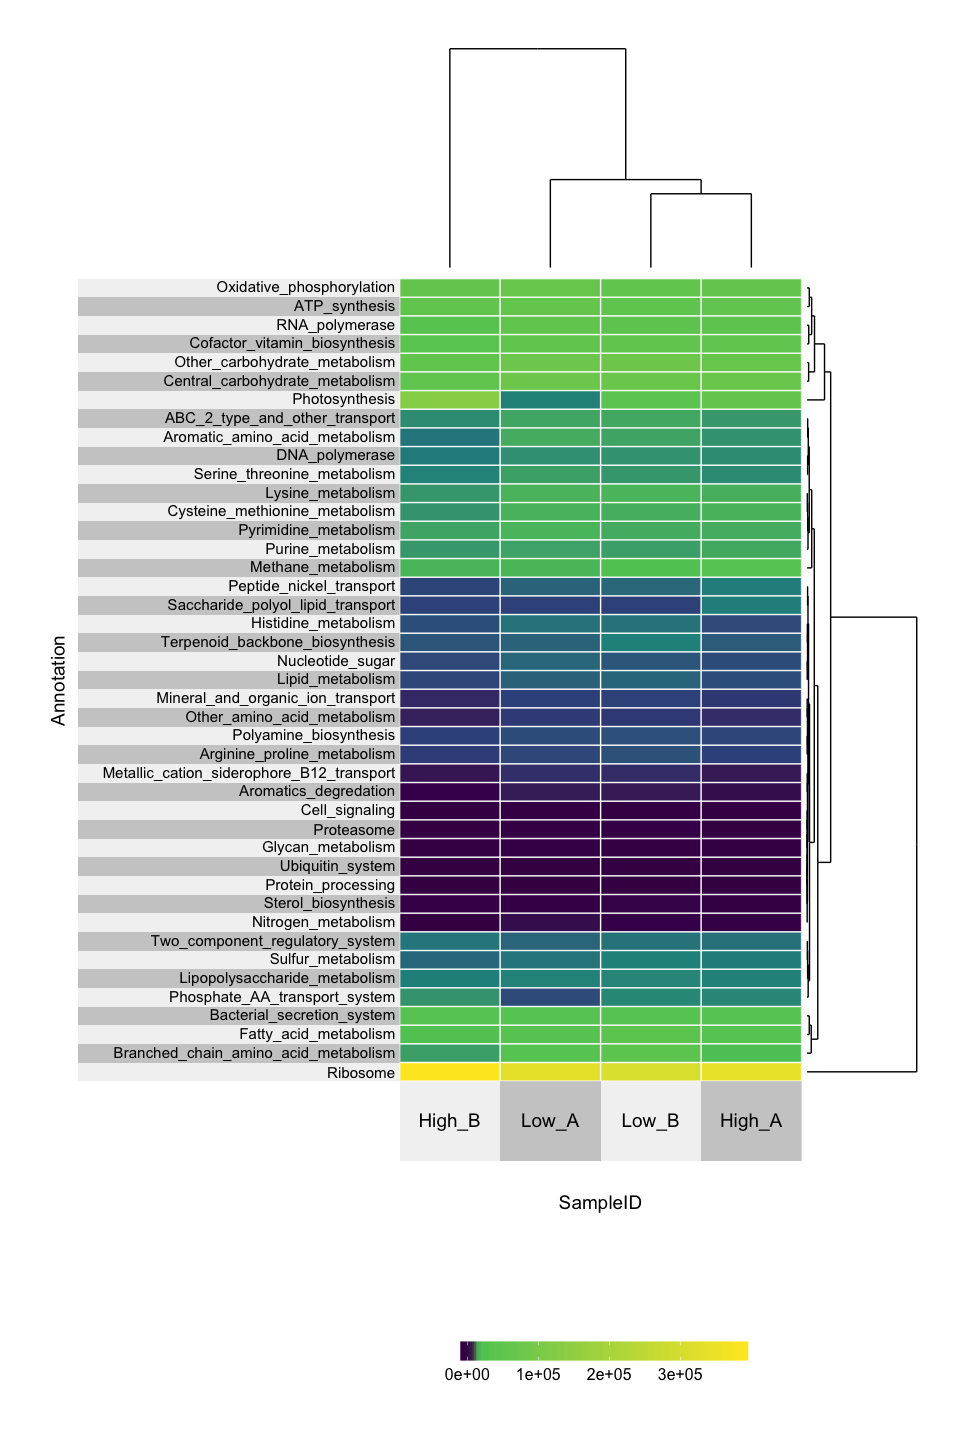 Oxidative_phosphorylation
ATP_synthesis
RNA_polymerase
Cofactor_vitamin_biosynthesis
Other_carbohydrate_metabolism
Central_carbohydrate_metabolism
Photosynthesis
ABC_2_type_and_other_transport
Aromatic_amino_acid_metabolism
DNA_polymerase
Serine_threonine_metabolism
Lysine_metabolism
Cysteine_methionine_metabolism
Pyrimidine_metabolism
Purine_metabolism
Methane_metabolism
Peptide_nickel_transport
Saccharide_polyol_lipid_transport
Histidine_metabolism
Terpenoid_backbone_biosynthesis
Nucleotide_sugar
Lipid_metabolism
Mineral_and_organic_ion_transport
Other_amino_acid_metabolism
Polyamine_biosynthesis
Arginine_proline_metabolism
Metallic_cation_siderophore_B12_transport
Aromatics_degredation
Cell_signaling
Proteasome
Glycan_metabolism
Ubiquitin_system
Protein_processing
Sterol_biosynthesis
Nitrogen_metabolism
Two_component_regulatory_system
Sulfur_metabolism
Lipopolysaccharide_metabolism
Phosphate_AA_transport_system
Bacterial_secretion_system
Fatty_acid_metabolism
Branched_chain_amino_acid_metabolism
Ribosome
Annotation
High_B Low_A Low_B High_A
SampleID
0e+00 1e+05 2e+05 3e+05